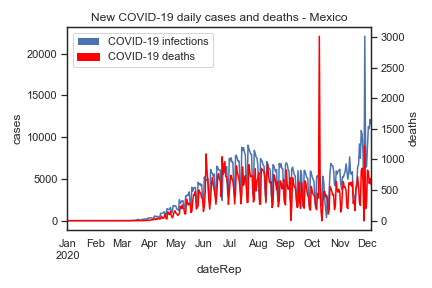 New COVID-19 daily cases and deaths - Mexico
COVID-19 infections
COVID-19 deaths
cases
20000
15000
10000
5000
0
deaths
3000
2500
2000
1500
1000
500
0
Jan Feb Mar Apr May Jun Jul Aug Sep Oct Nov Dec
2020
dateRep